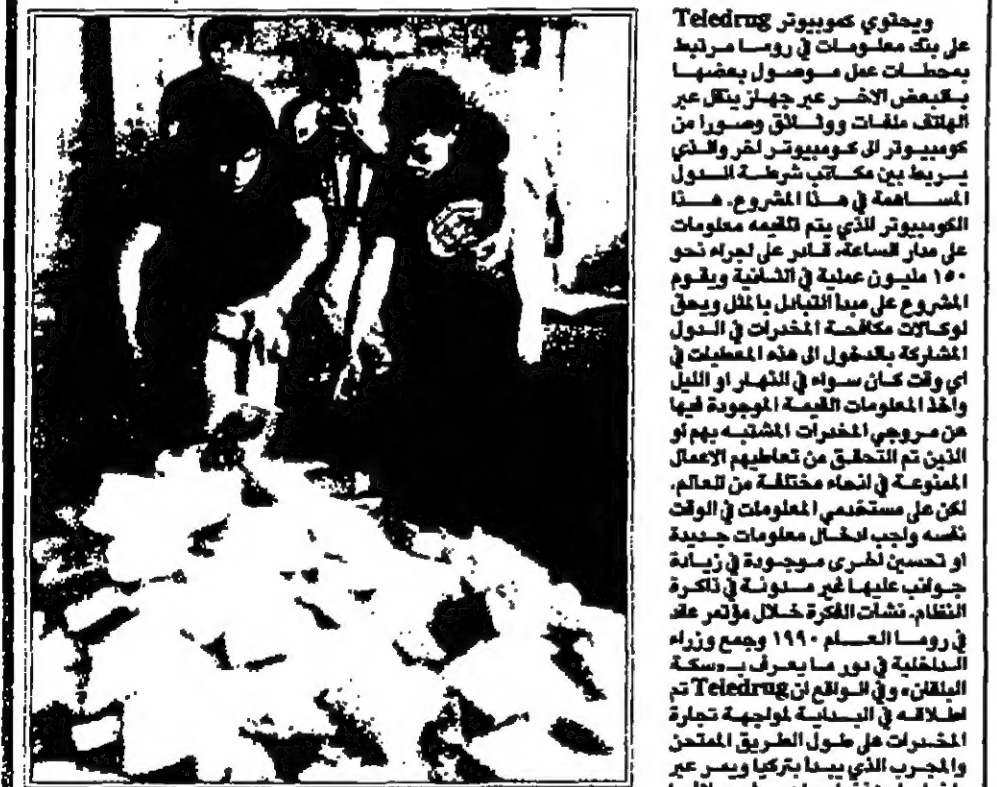 ويحتوي كموبيوتر Teledrug
على بنك معلومات في روما مرتبط
بمحطات عمل موصول بعضها
بالبعض الاخر عبر جهاز ينقل عبر
الهاتف ملفات ووثائق وصورا من
كومبيوتر الى كومبيوتر اخر والذي
يربط بين مكاتب شرطة الدول
المساهمة في هذا المشروع. هذا
الكومبيوتر الذي يتم تلقيمه معلومات
على مدار الساعة، قادر على اجراء نحو
١٥٠ مليون عملية في الثانية ويقوم
المشروع على مبدأ التبادل بالمثل ويحق
لوكالات مكافحة المخدرات في الدول
المشاركة بالدخول الى هذه المعطيات في
اي وقت كان سواء في النهار او الليل
واخذ المعلومات القيمة الموجودة فيها
عن مروجي المخدرات المشتبه بهم او
الذين تم التحقق من تعاطيهم الاعمال
الممنوعة في انحاء مختلفة من العالم.
لكن على مستخدمي المعلومات في الوقت
نفسه واجب ادخال معلومات جديدة
او تحسين اخرى موجودة في زيادة
جوانب عليها غير مدونة في ذاكرة
النظام. نشأت الفكرة خلال مؤتمر عقد
في روما العام ١٩٩٠ وجمع وزراء
الداخلية في دور ما يعرف بـ «سكة
البلقان» وفي الواقع ان Teledrug تم
اطلاقه في البداية لمواجهة تجارة
المخدرات على طول الطريق الممتحن
والمجرب الذي يبدأ بتركيا ويمر عبر